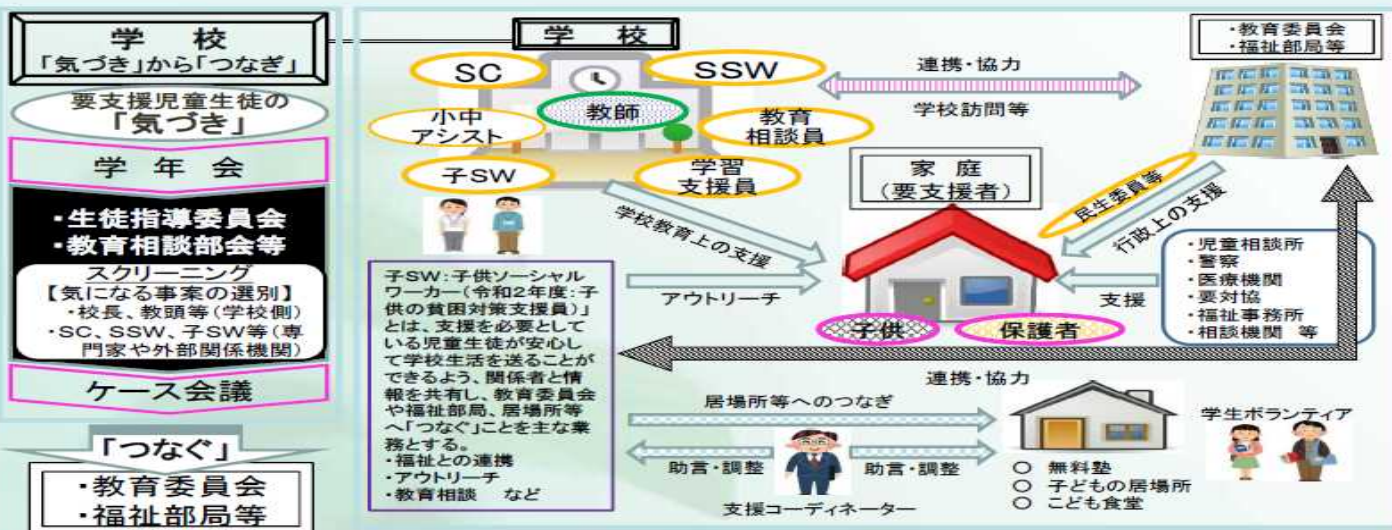 学 校
「気づき」から「つなぎ」
要支援児童生徒の
「気づき」
学 年 会
・生徒指導委員会
・教育相談部会等
スクリーニング
【気になる事案の選別】
・校長、教頭等(学校側)
・SC、SSW、子SW等(専
門家や外部関係機関)
ケース会議
「つなぐ」
・教育委員会
・福祉部局等
学 校
SC
SSW
教師
小中
アシスト
教育
相談員
子SW
学習
支援員
連携・協力
学校訪問等
・教育委員会
・福祉部局等
家 庭
(要支援者)
民生委員等
行政上の支援
学校教育上の支援
アウトリーチ
支援
子供
保護者
・児童相談所
・警察
・医療機関
・要対協
・福祉事務所
・相談機関 等
子SW:子供ソーシャル
ワーカー(令和2年度:子
供の貧困対策支援員)」
とは、支援を必要として
いる児童生徒が安心し
て学校生活を送ることが
できるよう、関係者と情
報を共有し、教育委員会
や福祉部局、居場所等
へ「つなぐ」ことを主な業
務とする。
・福祉との連携
・アウトリーチ
・教育相談 など
連携・協力
居場所等へのつなぎ
助言・調整
助言・調整
支援コーディネーター
学生ボランティア
○ 無料塾
○ 子どもの居場所
○ こども食堂